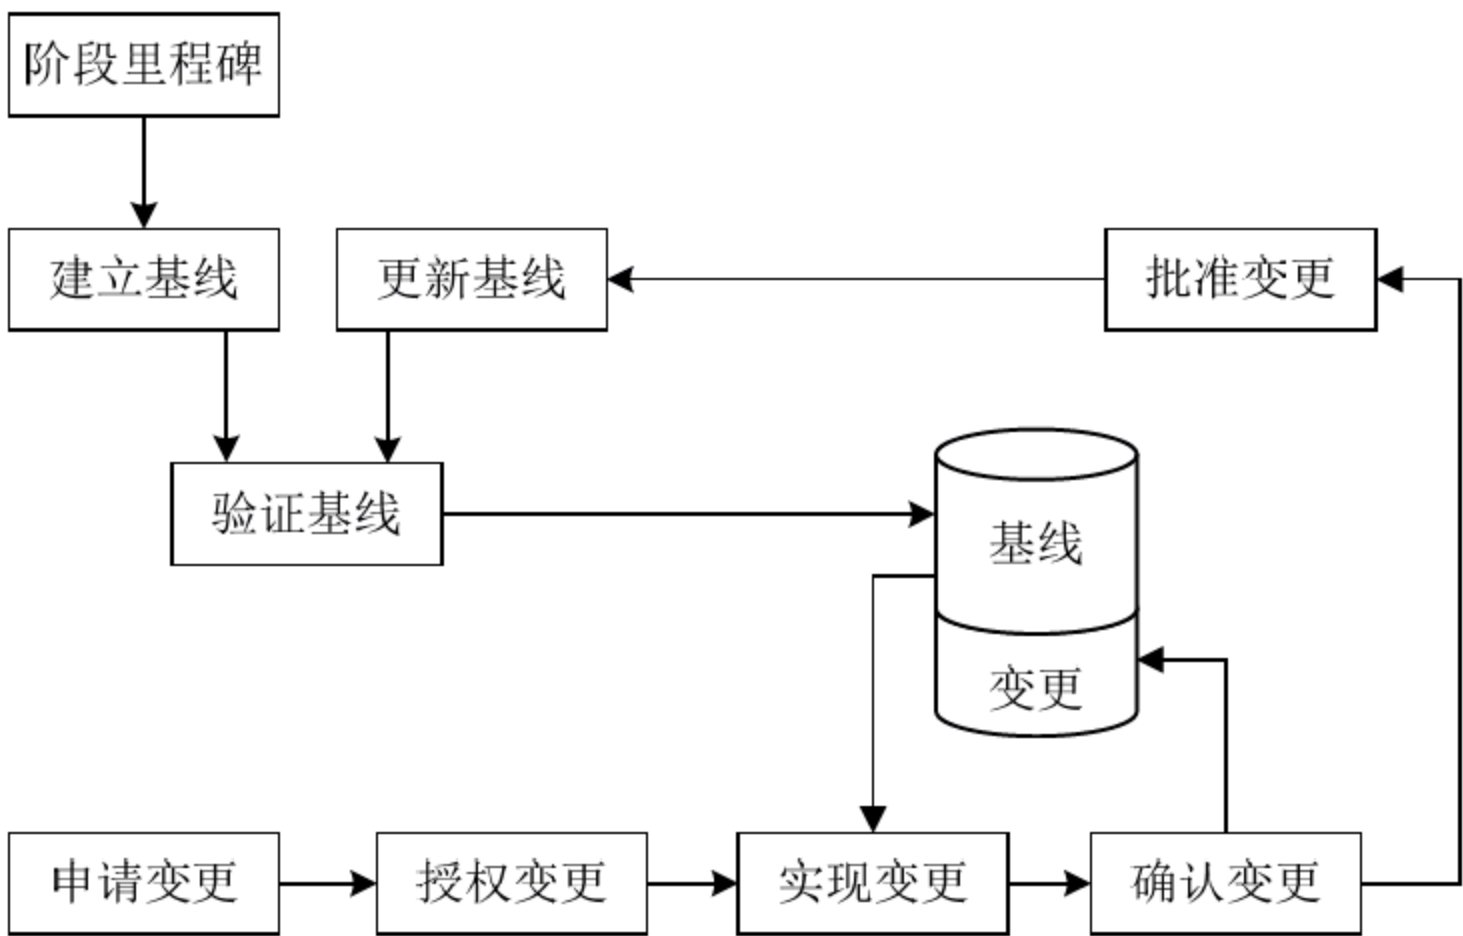 阶段里程碑
建立基线
更新基线
批准变更
验证基线
基线
变更
申请变更
授权变更
实现变更
确认变更